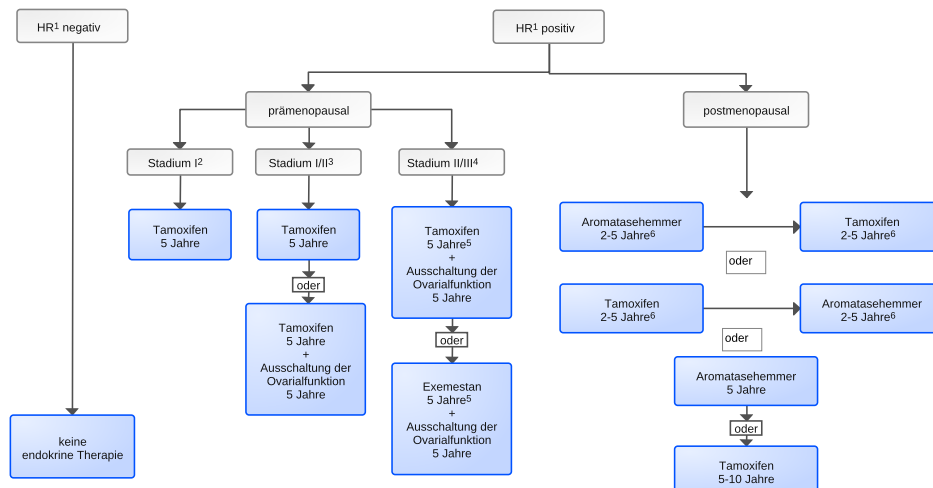 HR¹ negativ
HR¹ positiv
prämenopausal
postmenopausal
Stadium I²
Stadium I/II³
Stadium II/III⁴
Tamoxifen
5 Jahre
Tamoxifen
5 Jahre
oder
Tamoxifen
5 Jahre
+
Ausschaltung der
Ovarialfunktion
5 Jahre
Tamoxifen
5 Jahre⁵
+
Ausschaltung der
Ovarialfunktion
5 Jahre
oder
Exemestan
5 Jahre⁵
+
Ausschaltung der
Ovarialfunktion
5 Jahre
Aromatasehemmer
2-5 Jahre⁶
Tamoxifen
2-5 Jahre⁶
oder
Tamoxifen
2-5 Jahre⁶
Aromatasehemmer
2-5 Jahre⁶
oder
Aromatasehemmer
5 Jahre
oder
Tamoxifen
5-10 Jahre
keine
endokrine Therapie